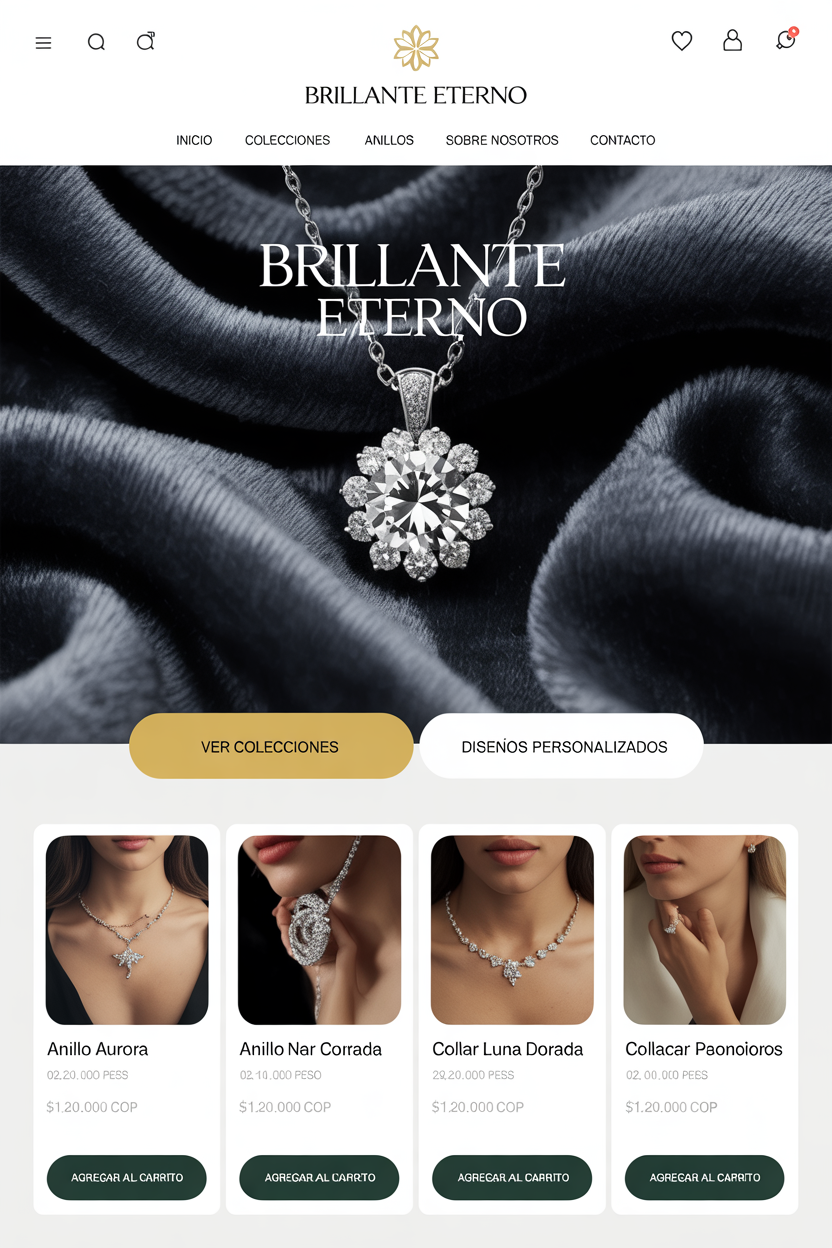 BRILLANTE ETERNO
INICIO COLECCIONES ANILLOS SOBRE NOSOTROS CONTACTO
BRILLANTE
ETERNO
VER COLECCIONES DISEÑOS PERSONALIZADOS
Anillo Aurora Anillo Nar Corrada Collar Luna Dorada Collacar Paonoioros
02,20.000 PESS 02,10.000 PESO 29,20.000 PESS 02,00.000 PEES
$1.20.000 COP $1.20.000 COP $1.20.000 COP $1.20.000 COP
AGREGAR AL CARRITO AGREGAR AL CARRITO AGREGAR AL CARRITO AGREGAR AL CARRITO